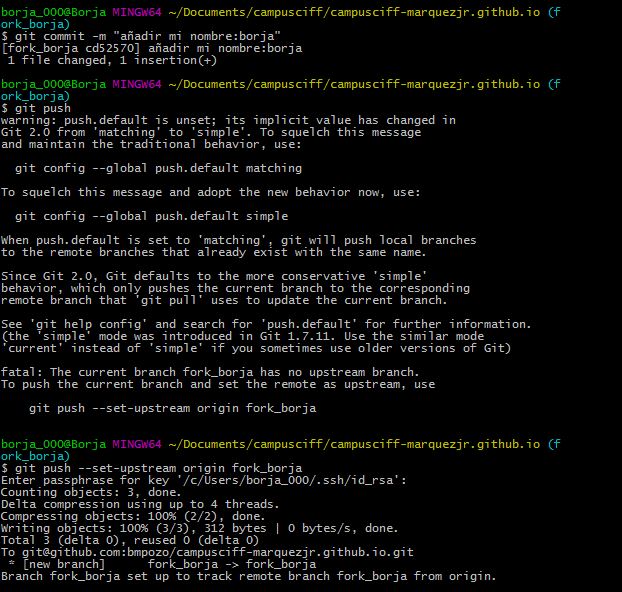 borja_000@Borja MINGW64 ~/Documents/campusciff/campusciff-marquezjr.github.io (f
ork_borja)
$ git commit -m "añadir mi nombre:borja"
[fork_borja cd52570] añadir mi nombre:borja
 1 file changed, 1 insertion(+)
borja_000@Borja MINGW64 ~/Documents/campusciff/campusciff-marquezjr.github.io (f
ork_borja)
$ git push
warning: push.default is unset; its implicit value has changed in
Git 2.0 from 'matching' to 'simple'. To squelch this message
and maintain the traditional behavior, use:
  git config --global push.default matching
To squelch this message and adopt the new behavior now, use:
  git config --global push.default simple
When push.default is set to 'matching', git will push local branches
to the remote branches that already exist with the same name.
Since Git 2.0, Git defaults to the more conservative 'simple'
behavior, which only pushes the current branch to the corresponding
remote branch that 'git pull' uses to update the current branch.
See 'git help config' and search for 'push.default' for further information.
(the 'simple' mode was introduced in Git 1.7.11. Use the similar mode
'current' instead of 'simple' if you sometimes use older versions of Git)
fatal: The current branch fork_borja has no upstream branch.
To push the current branch and set the remote as upstream, use
    git push --set-upstream origin fork_borja
borja_000@Borja MINGW64 ~/Documents/campusciff/campusciff-marquezjr.github.io (f
ork_borja)
$ git push --set-upstream origin fork_borja
Enter passphrase for key '/c/Users/borja_000/.ssh/id_rsa':
Counting objects: 3, done.
Delta compression using up to 4 threads.
Compressing objects: 100% (2/2), done.
Writing objects: 100% (3/3), 312 bytes | 0 bytes/s, done.
Total 3 (delta 0), reused 0 (delta 0)
To git@github.com:bmpozo/campusciff-marquezjr.github.io.git
 * [new branch]      fork_borja -> fork_borja
Branch fork_borja set up to track remote branch fork_borja from origin.